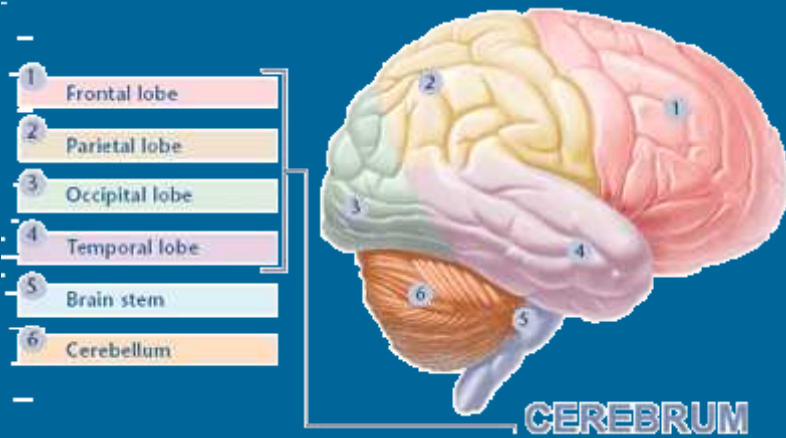 1 Frontal lobe
2 Parietal lobe
3 Occipital lobe
4 Temporal lobe
5 Brain stem
6 Cerebellum
1
2
3
4
6
5
CEREBRUM